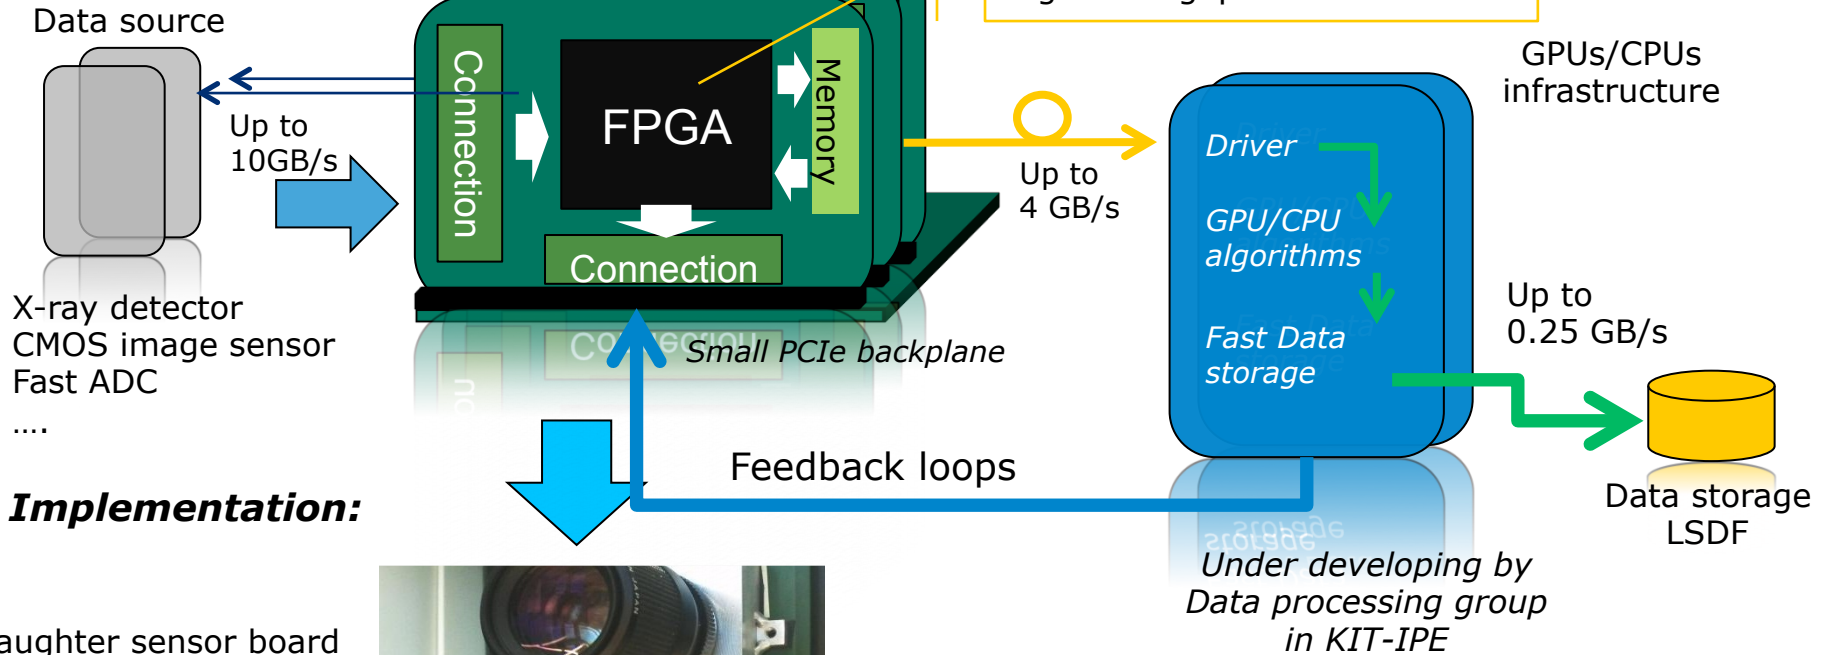 Data source
Up to
10GB/s
X-ray detector
CMOS image sensor
Fast ADC
....
Connection
FPGA
Memory
Connection
Small PCIe backplane
Up to
4 GB/s
GPUs/CPUs
infrastructure
Driver
GPU/CPU
algorithms
Fast Data
storage
Up to
0.25 GB/s
Data storage
LSDF
Feedback loops
Under developing by
Data processing group
in KIT-IPE
Implementation:
sensor board
JAPAN